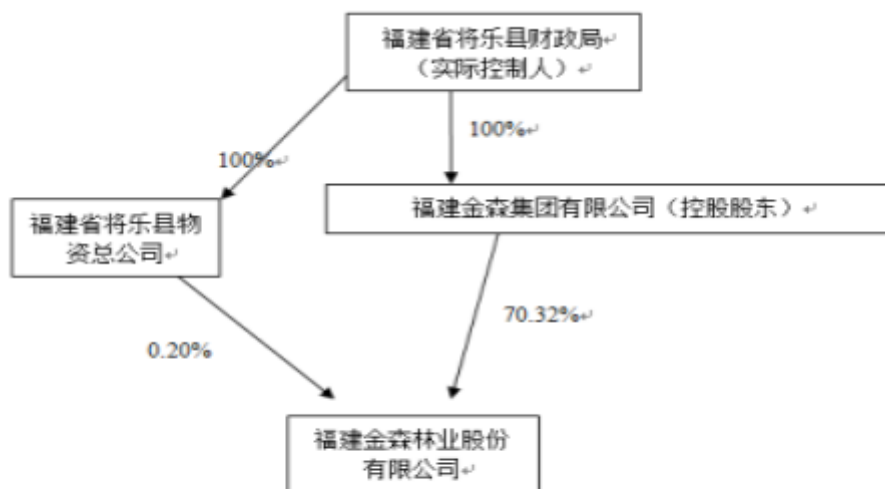 福建省将乐县财政局↵
（实际控制人）↵
100%↵
100%↵
福建省将乐县物
资总公司↵
福建金森集团有限公司（控股股东）↵
0.20%
70.32%↵
福建金森林业股份
有限公司↵